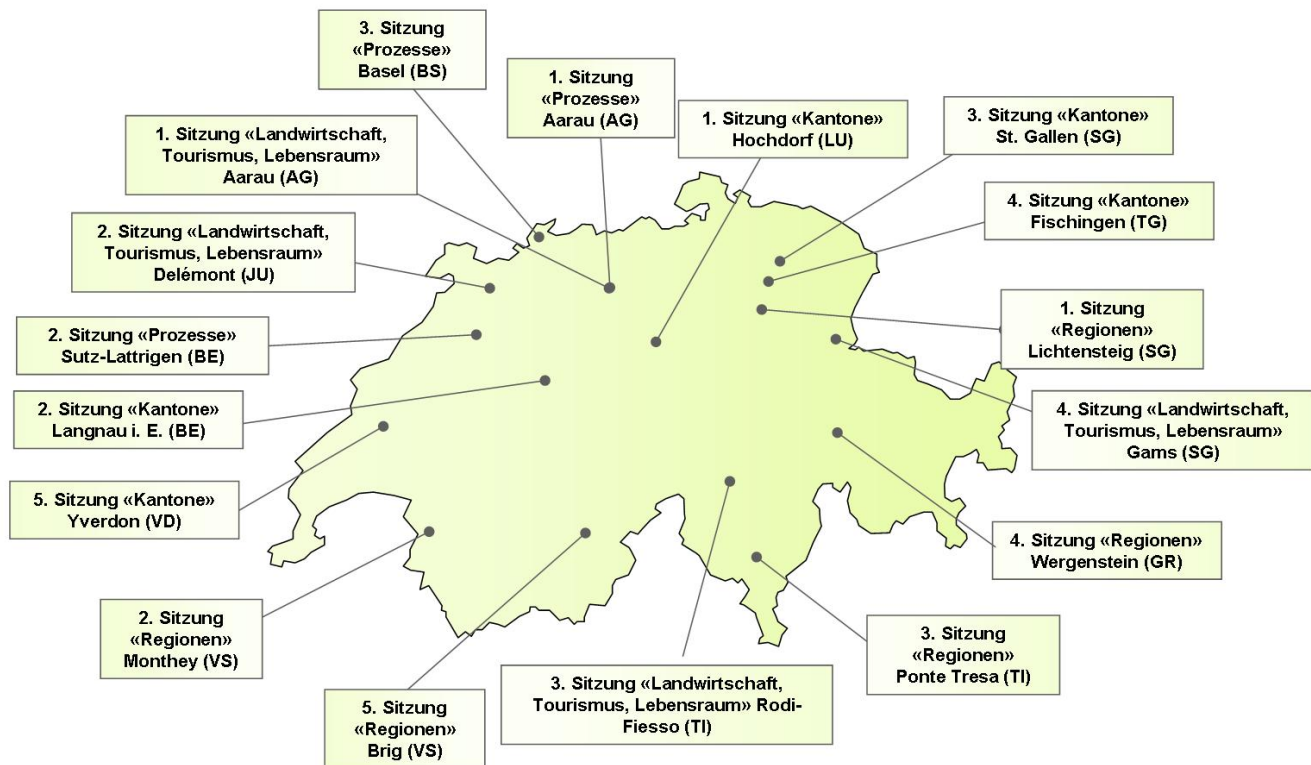 3. Sitzung
«Prozesse»
Basel (BS)
1. Sitzung
«Prozesse»
Aarau (AG)
1. Sitzung «Kantone»
Hochdorf (LU)
3. Sitzung «Kantone»
St. Gallen (SG)
1. Sitzung «Landwirtschaft,
Tourismus, Lebensraum»
Aarau (AG)
4. Sitzung «Kantone»
Fischingen (TG)
2. Sitzung «Landwirtschaft,
Tourismus, Lebensraum»
Delémont (JU)
1. Sitzung
«Regionen»
Lichtensteig (SG)
2. Sitzung «Prozesse»
Sutz-Lattrigen (BE)
2. Sitzung «Kantone»
Langnau i. E. (BE)
4. Sitzung «Landwirtschaft,
Tourismus, Lebensraum»
Gams (SG)
5. Sitzung «Kantone»
Yverdon (VD)
4. Sitzung «Regionen»
Wergenstein (GR)
2. Sitzung
«Regionen»
Monthey (VS)
3. Sitzung
«Regionen»
Ponte Tresa (TI)
3. Sitzung «Landwirtschaft,
Tourismus, Lebensraum» Rodi-
Fiesso (TI)
5. Sitzung
«Regionen»
Brig (VS)